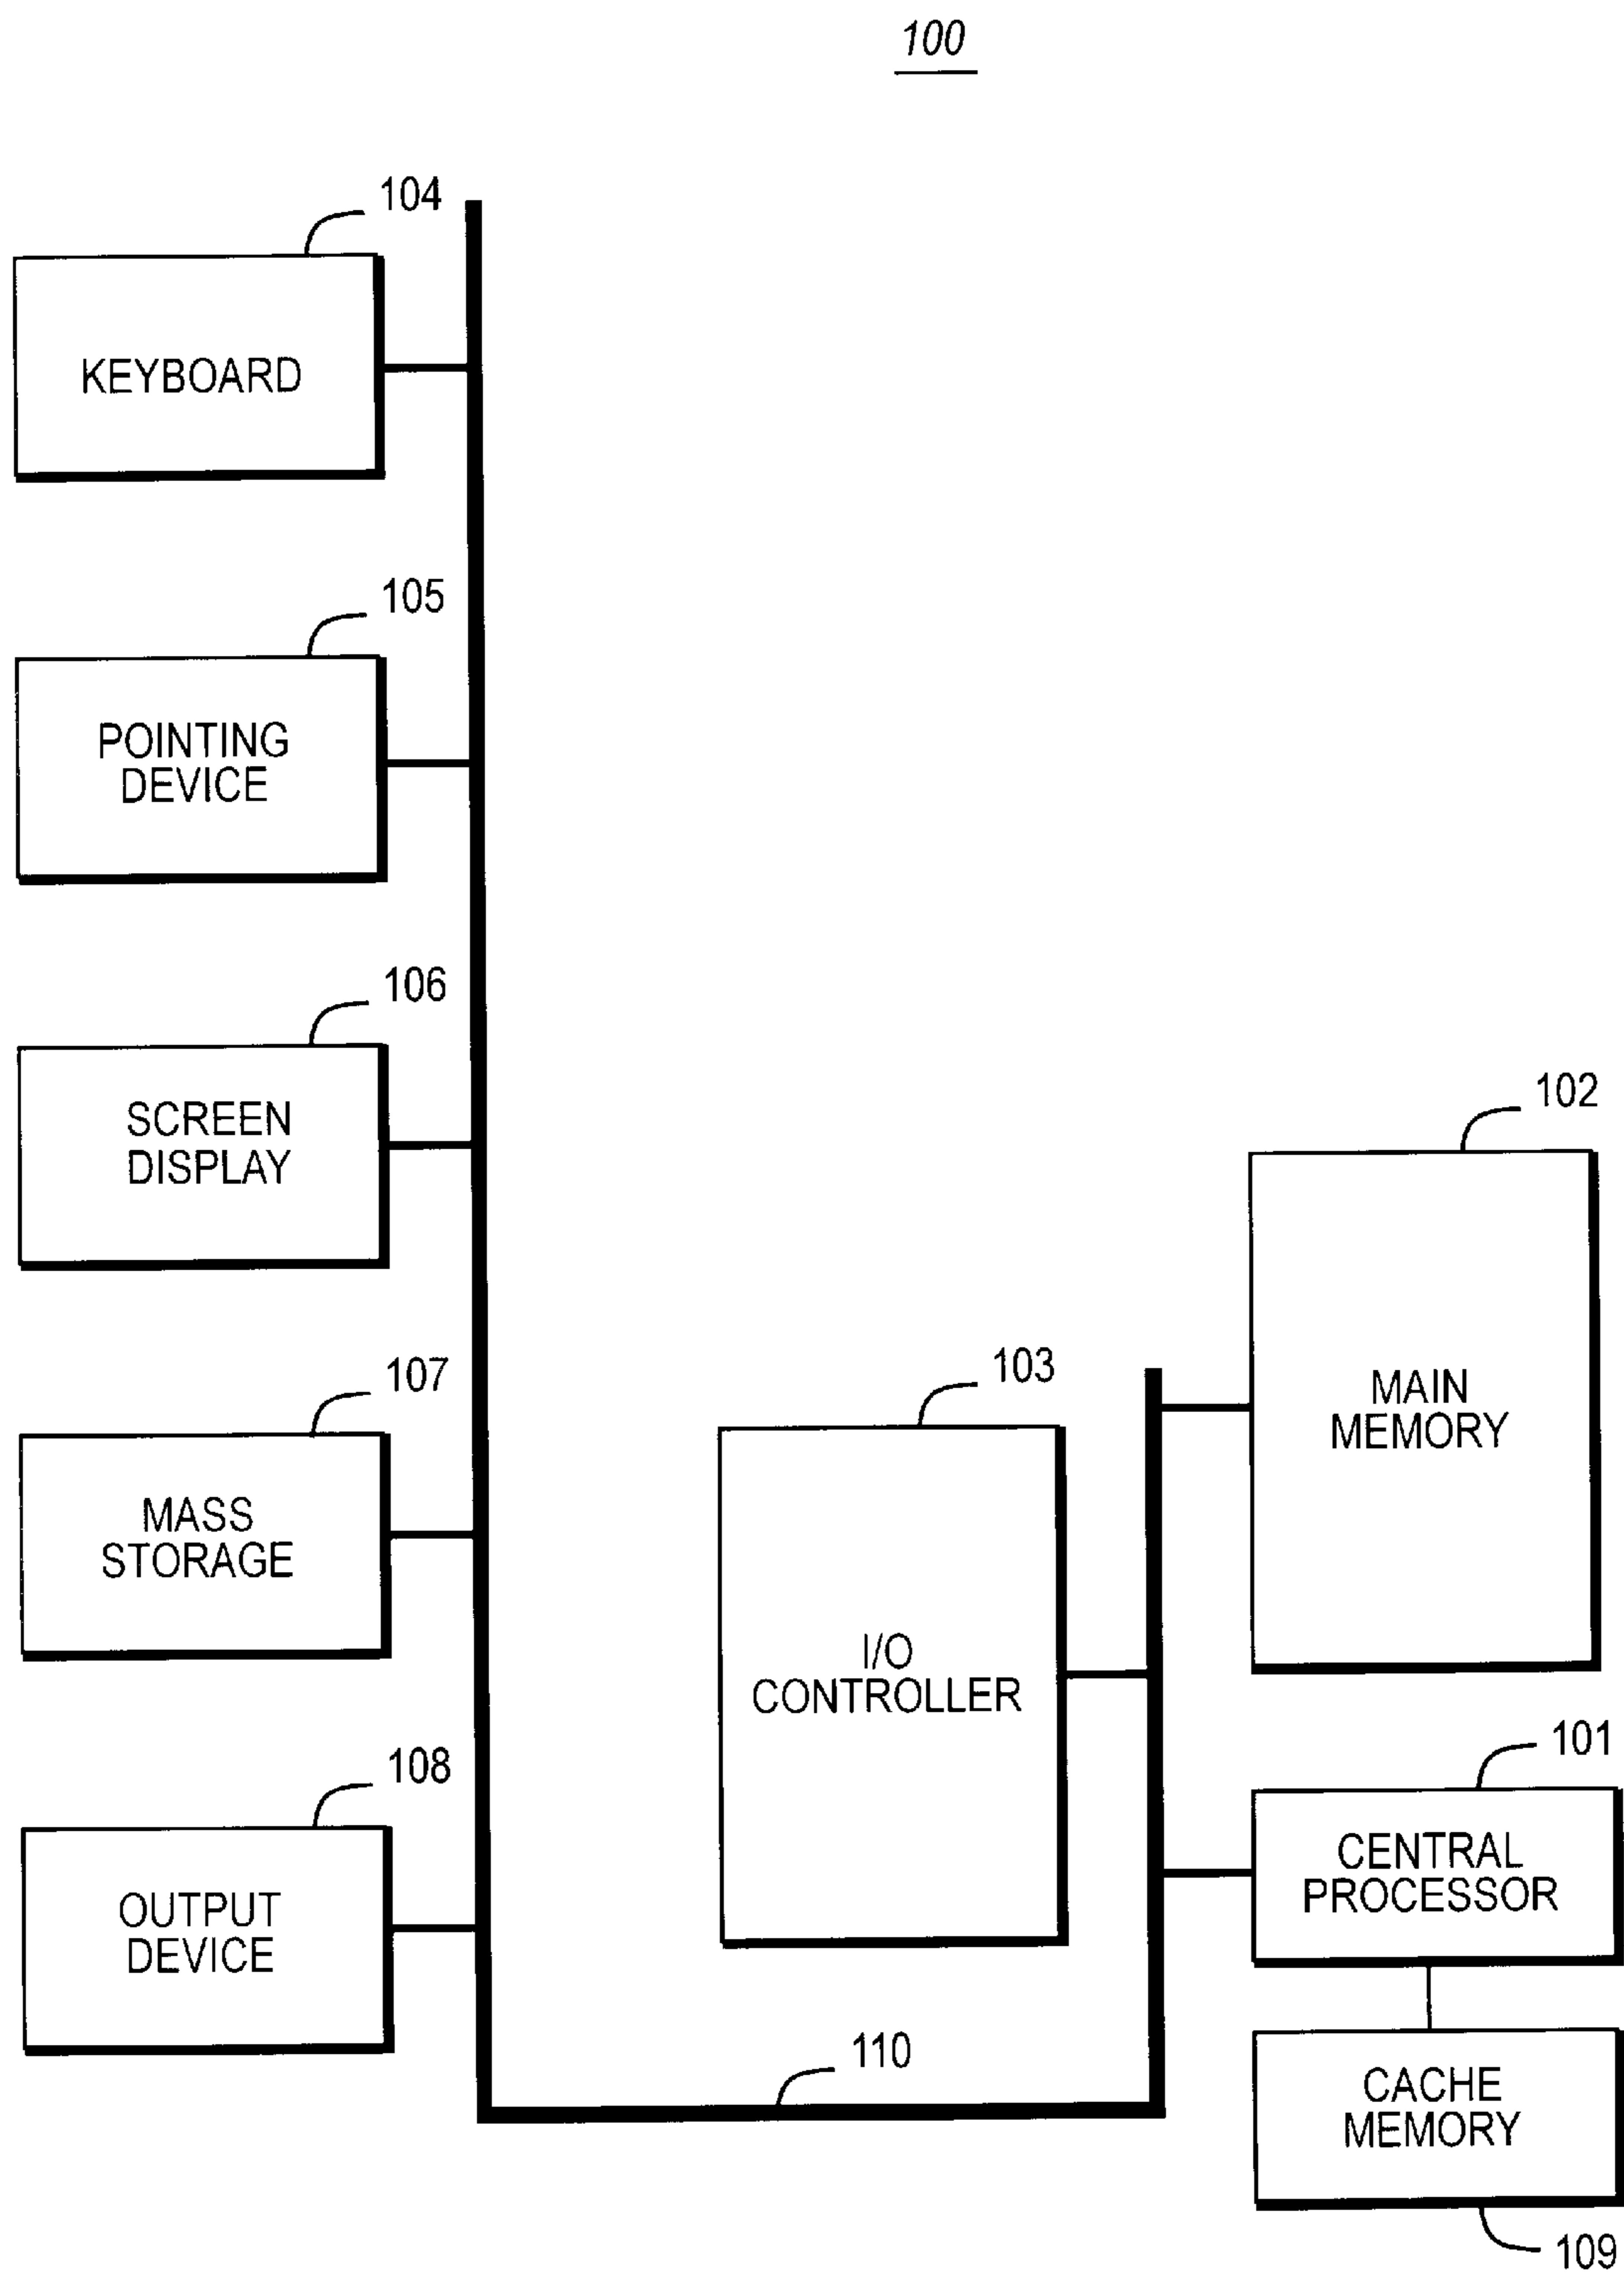 100
104
KEYBOARD
105
POINTING
DEVICE
106
SCREEN
DISPLAY
107
MASS
STORAGE
108
OUTPUT
DEVICE
103
I/O
CONTROLLER
102
MAIN
MEMORY
101
CENTRAL
PROCESSOR
110
CACHE
MEMORY
109